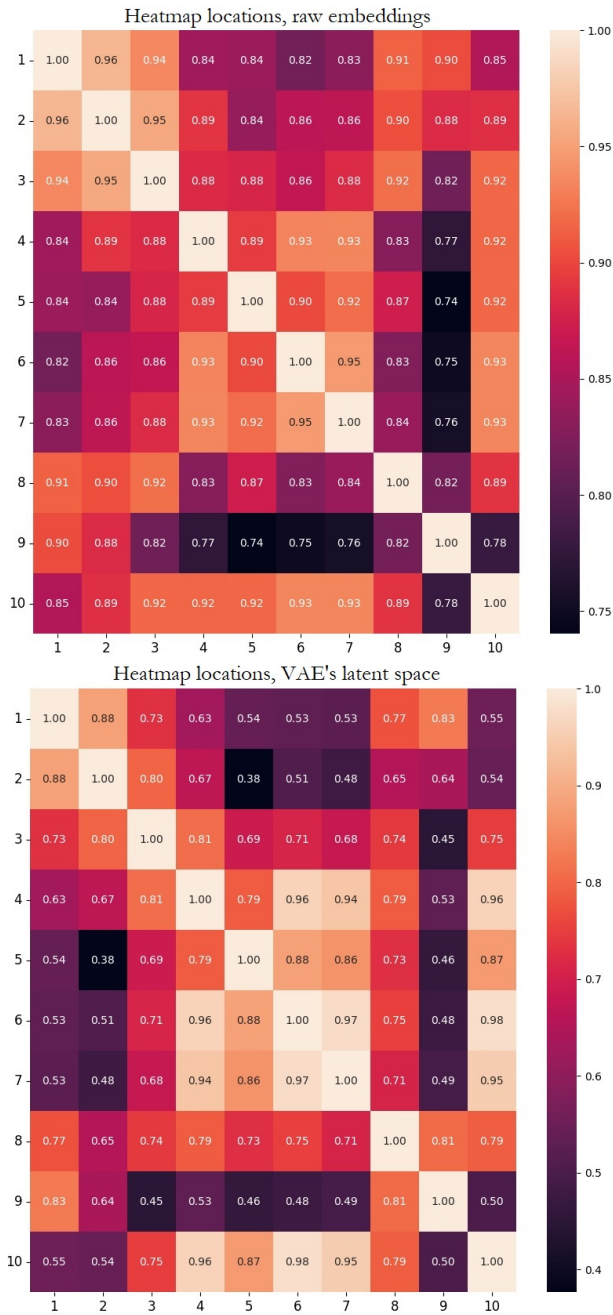 Heatmap locations, raw embeddings
1 1.00 0.96 0.94 0.84 0.84 0.82 0.83 0.91 0.90 0.85
2 0.96 1.00 0.95 0.89 0.84 0.86 0.86 0.90 0.88 0.89
3 0.94 0.95 1.00 0.88 0.88 0.86 0.88 0.92 0.82 0.92
4 0.84 0.89 0.88 1.00 0.89 0.93 0.93 0.83 0.77 0.92
5 0.84 0.84 0.88 0.89 1.00 0.90 0.92 0.87 0.74 0.92
6 0.82 0.86 0.86 0.93 0.90 1.00 0.95 0.83 0.75 0.93
7 0.83 0.86 0.88 0.93 0.92 0.95 1.00 0.84 0.76 0.93
8 0.91 0.90 0.92 0.83 0.87 0.83 0.84 1.00 0.82 0.89
9 0.90 0.88 0.82 0.77 0.74 0.75 0.76 0.82 1.00 0.78
10 0.85 0.89 0.92 0.92 0.92 0.93 0.93 0.89 0.78 1.00
1 2 3 4 5 6 7 8 9 10
1.00
0.95
0.90
0.85
0.80
0.75
Heatmap locations, VAE's latent space
1 1.00 0.88 0.73 0.63 0.54 0.53 0.53 0.77 0.83 0.55
2 0.88 1.00 0.80 0.67 0.38 0.51 0.48 0.65 0.64 0.54
3 0.73 0.80 1.00 0.81 0.69 0.71 0.68 0.74 0.45 0.75
4 0.63 0.67 0.81 1.00 0.79 0.96 0.94 0.79 0.53 0.96
5 0.54 0.38 0.69 0.79 1.00 0.88 0.86 0.73 0.46 0.87
6 0.53 0.51 0.71 0.96 0.88 1.00 0.97 0.75 0.48 0.98
7 0.53 0.48 0.68 0.94 0.86 0.97 1.00 0.71 0.49 0.95
8 0.77 0.65 0.74 0.79 0.73 0.75 0.71 1.00 0.81 0.79
9 0.83 0.64 0.45 0.53 0.46 0.48 0.49 0.81 1.00 0.50
10 0.55 0.54 0.75 0.96 0.87 0.98 0.95 0.79 0.50 1.00
1 2 3 4 5 6 7 8 9 10
1.0
0.9
0.8
0.7
0.6
0.5
0.4